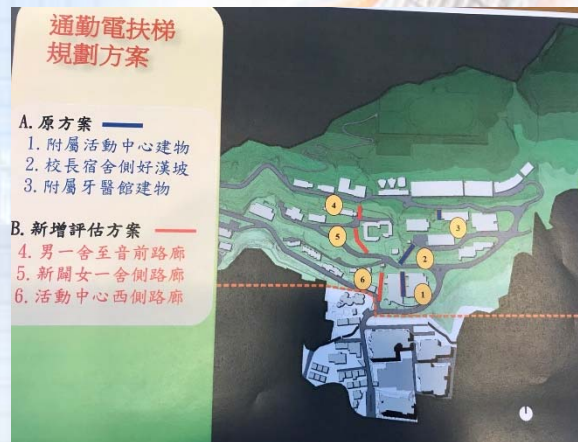 通勤電扶梯
規劃方案
A. 原方案
1. 附屬活動中心建物
2. 校長宿舍側好漢坡
3. 附屬牙醫館建物
B. 新增評估方案
4. 男一舍至音前路廊
5. 新闢女一舍側路廊
6. 活動中心西側路廊
4
5
3
2
6
1